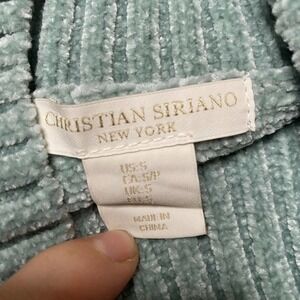 CHRISTIAN SIRIANO
NEW YORK
US:S
CA:S/P
UK:S
MADE IN
CHINA